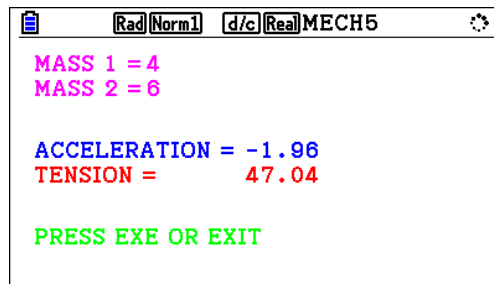 Rad Norm1 d/c Real MECH5
MASS 1 = 4
MASS 2 = 6
ACCELERATION = -1.96
TENSION = 47.04
PRESS EXE OR EXIT